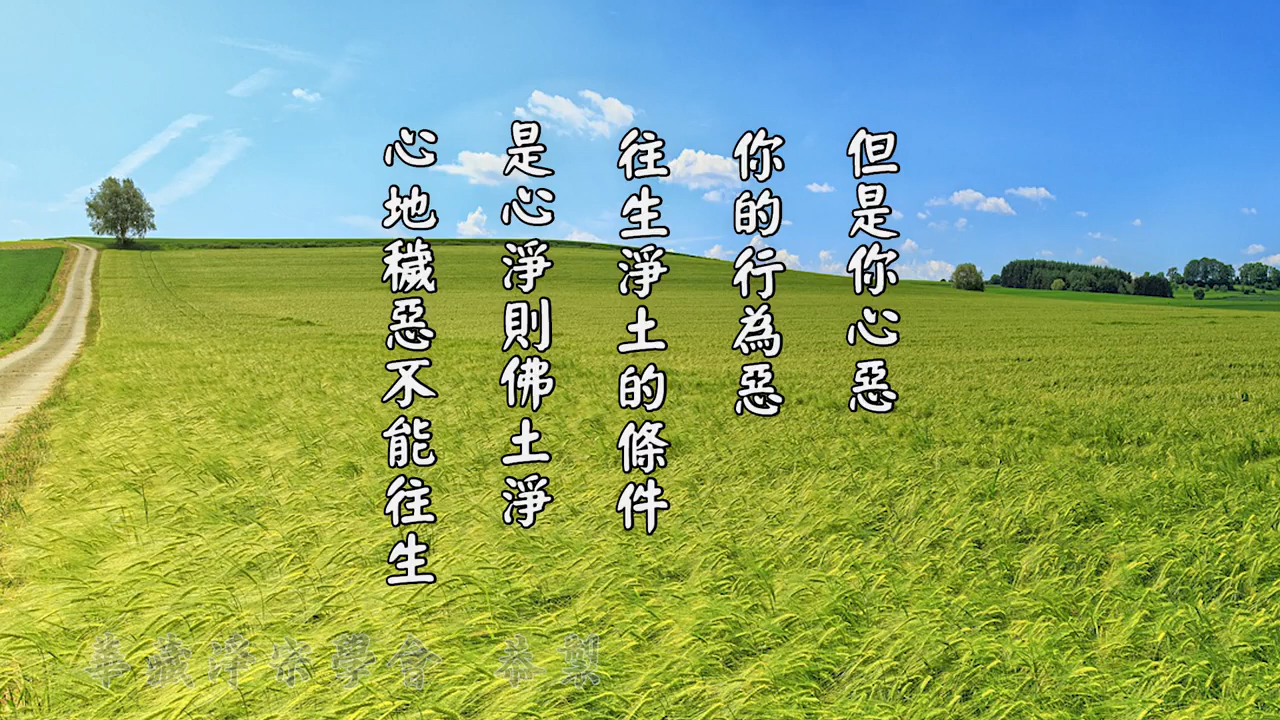 但是你心惡
你的行為惡
往生淨土的條件
是心淨則佛土淨
心地穢惡不能往生
華藏淨宗學會 恭製